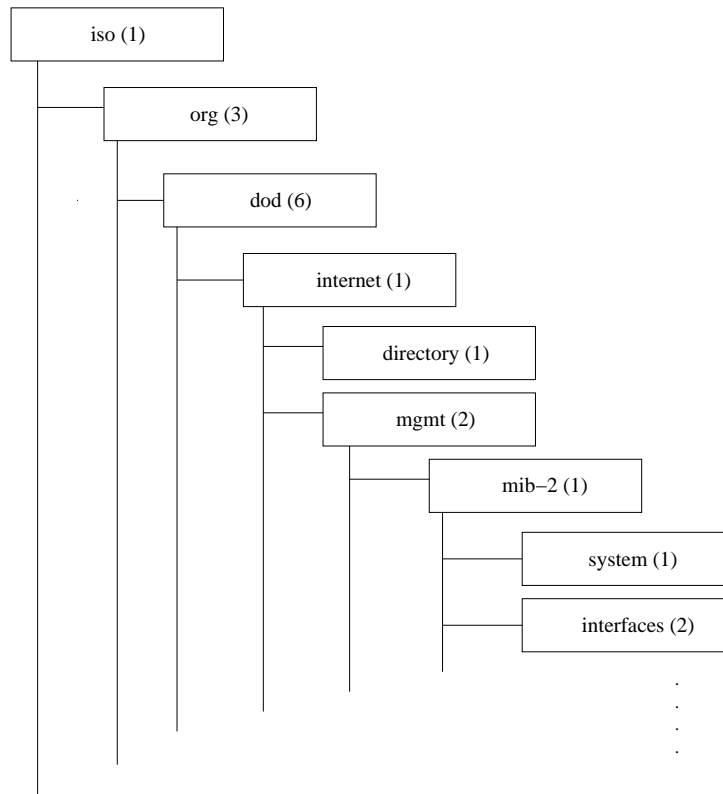 iso (1)
org (3)
dod (6)
internet (1)
directory (1)
mgmt (2)
mib–2 (1)
system (1)
interfaces (2)